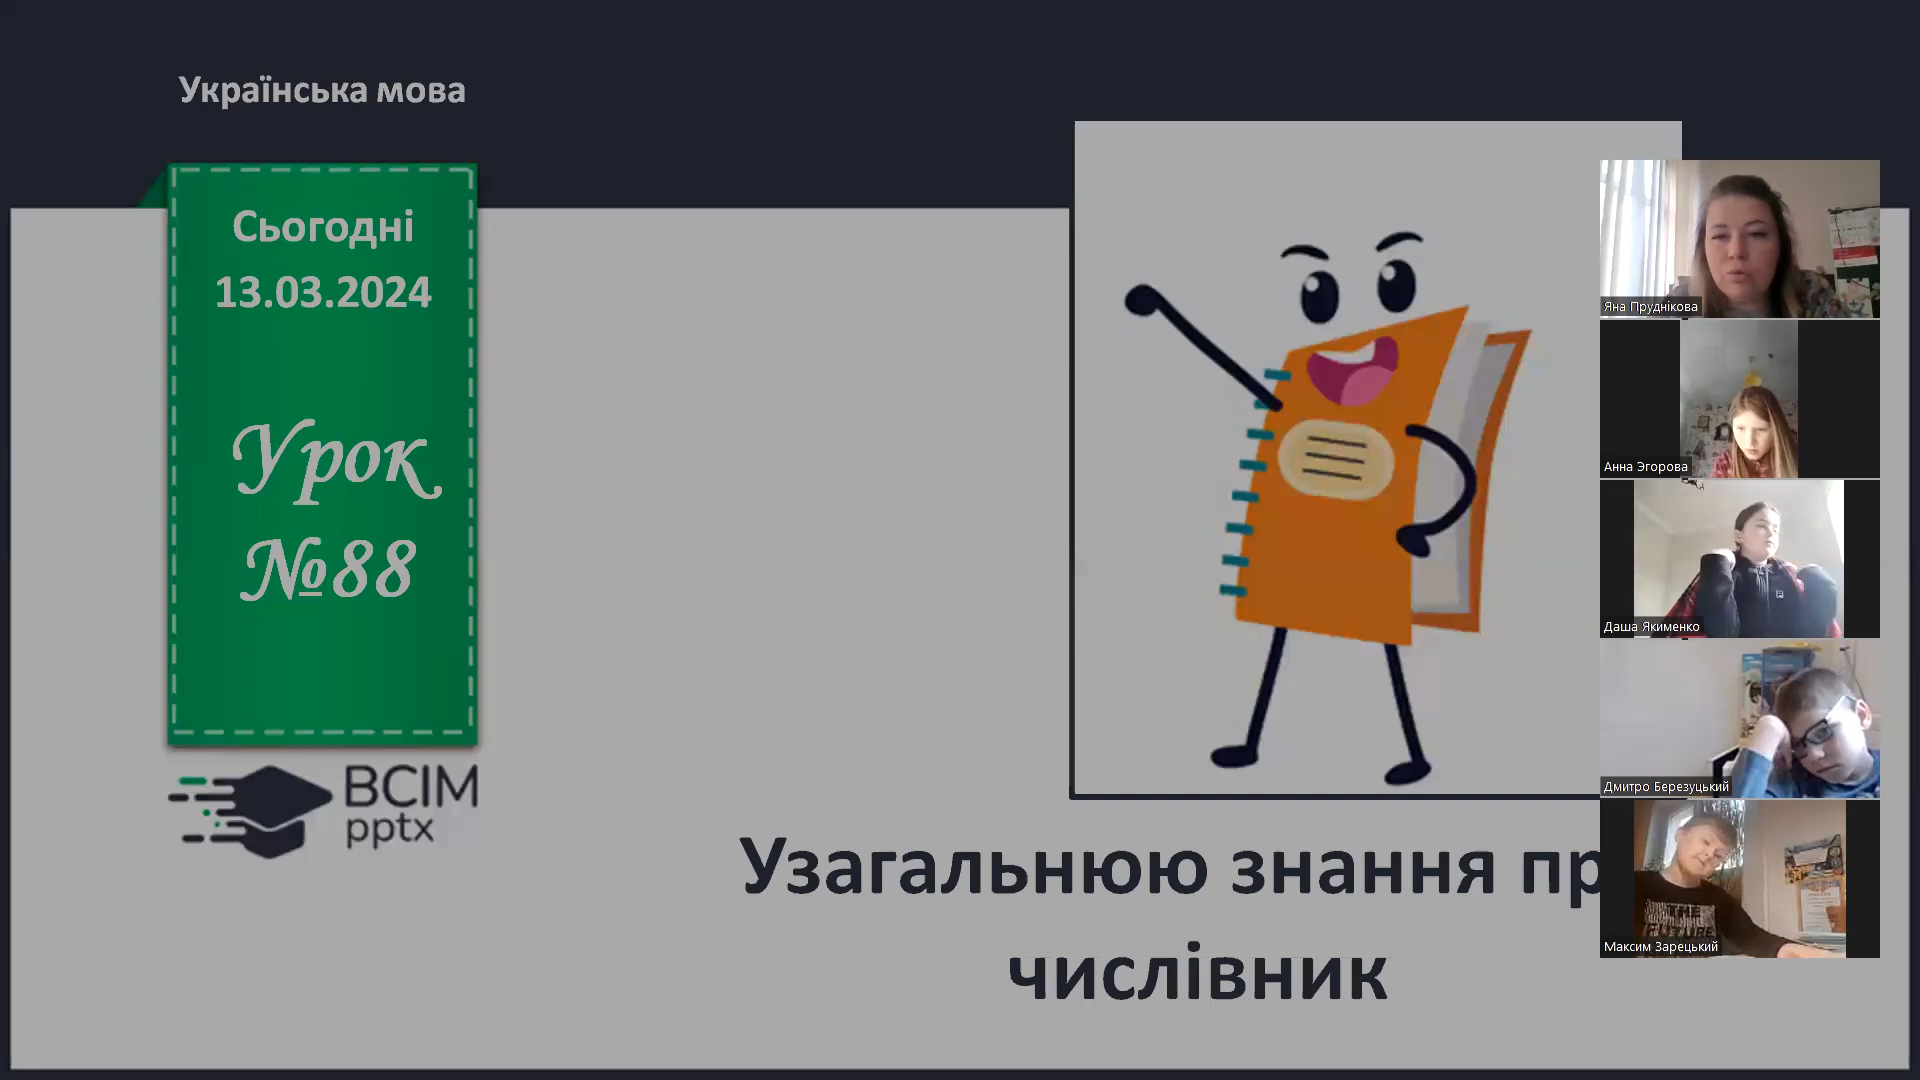 Українська мова
Сьогодні
13.03.2024
Урок
№88
ВСІМ
pptx
Узагальнюю знання пр
числівник
Яна Пруднікова
Анна Эгорова
Даша Якименко
Дмитро Березуцький
Максим Зарецький